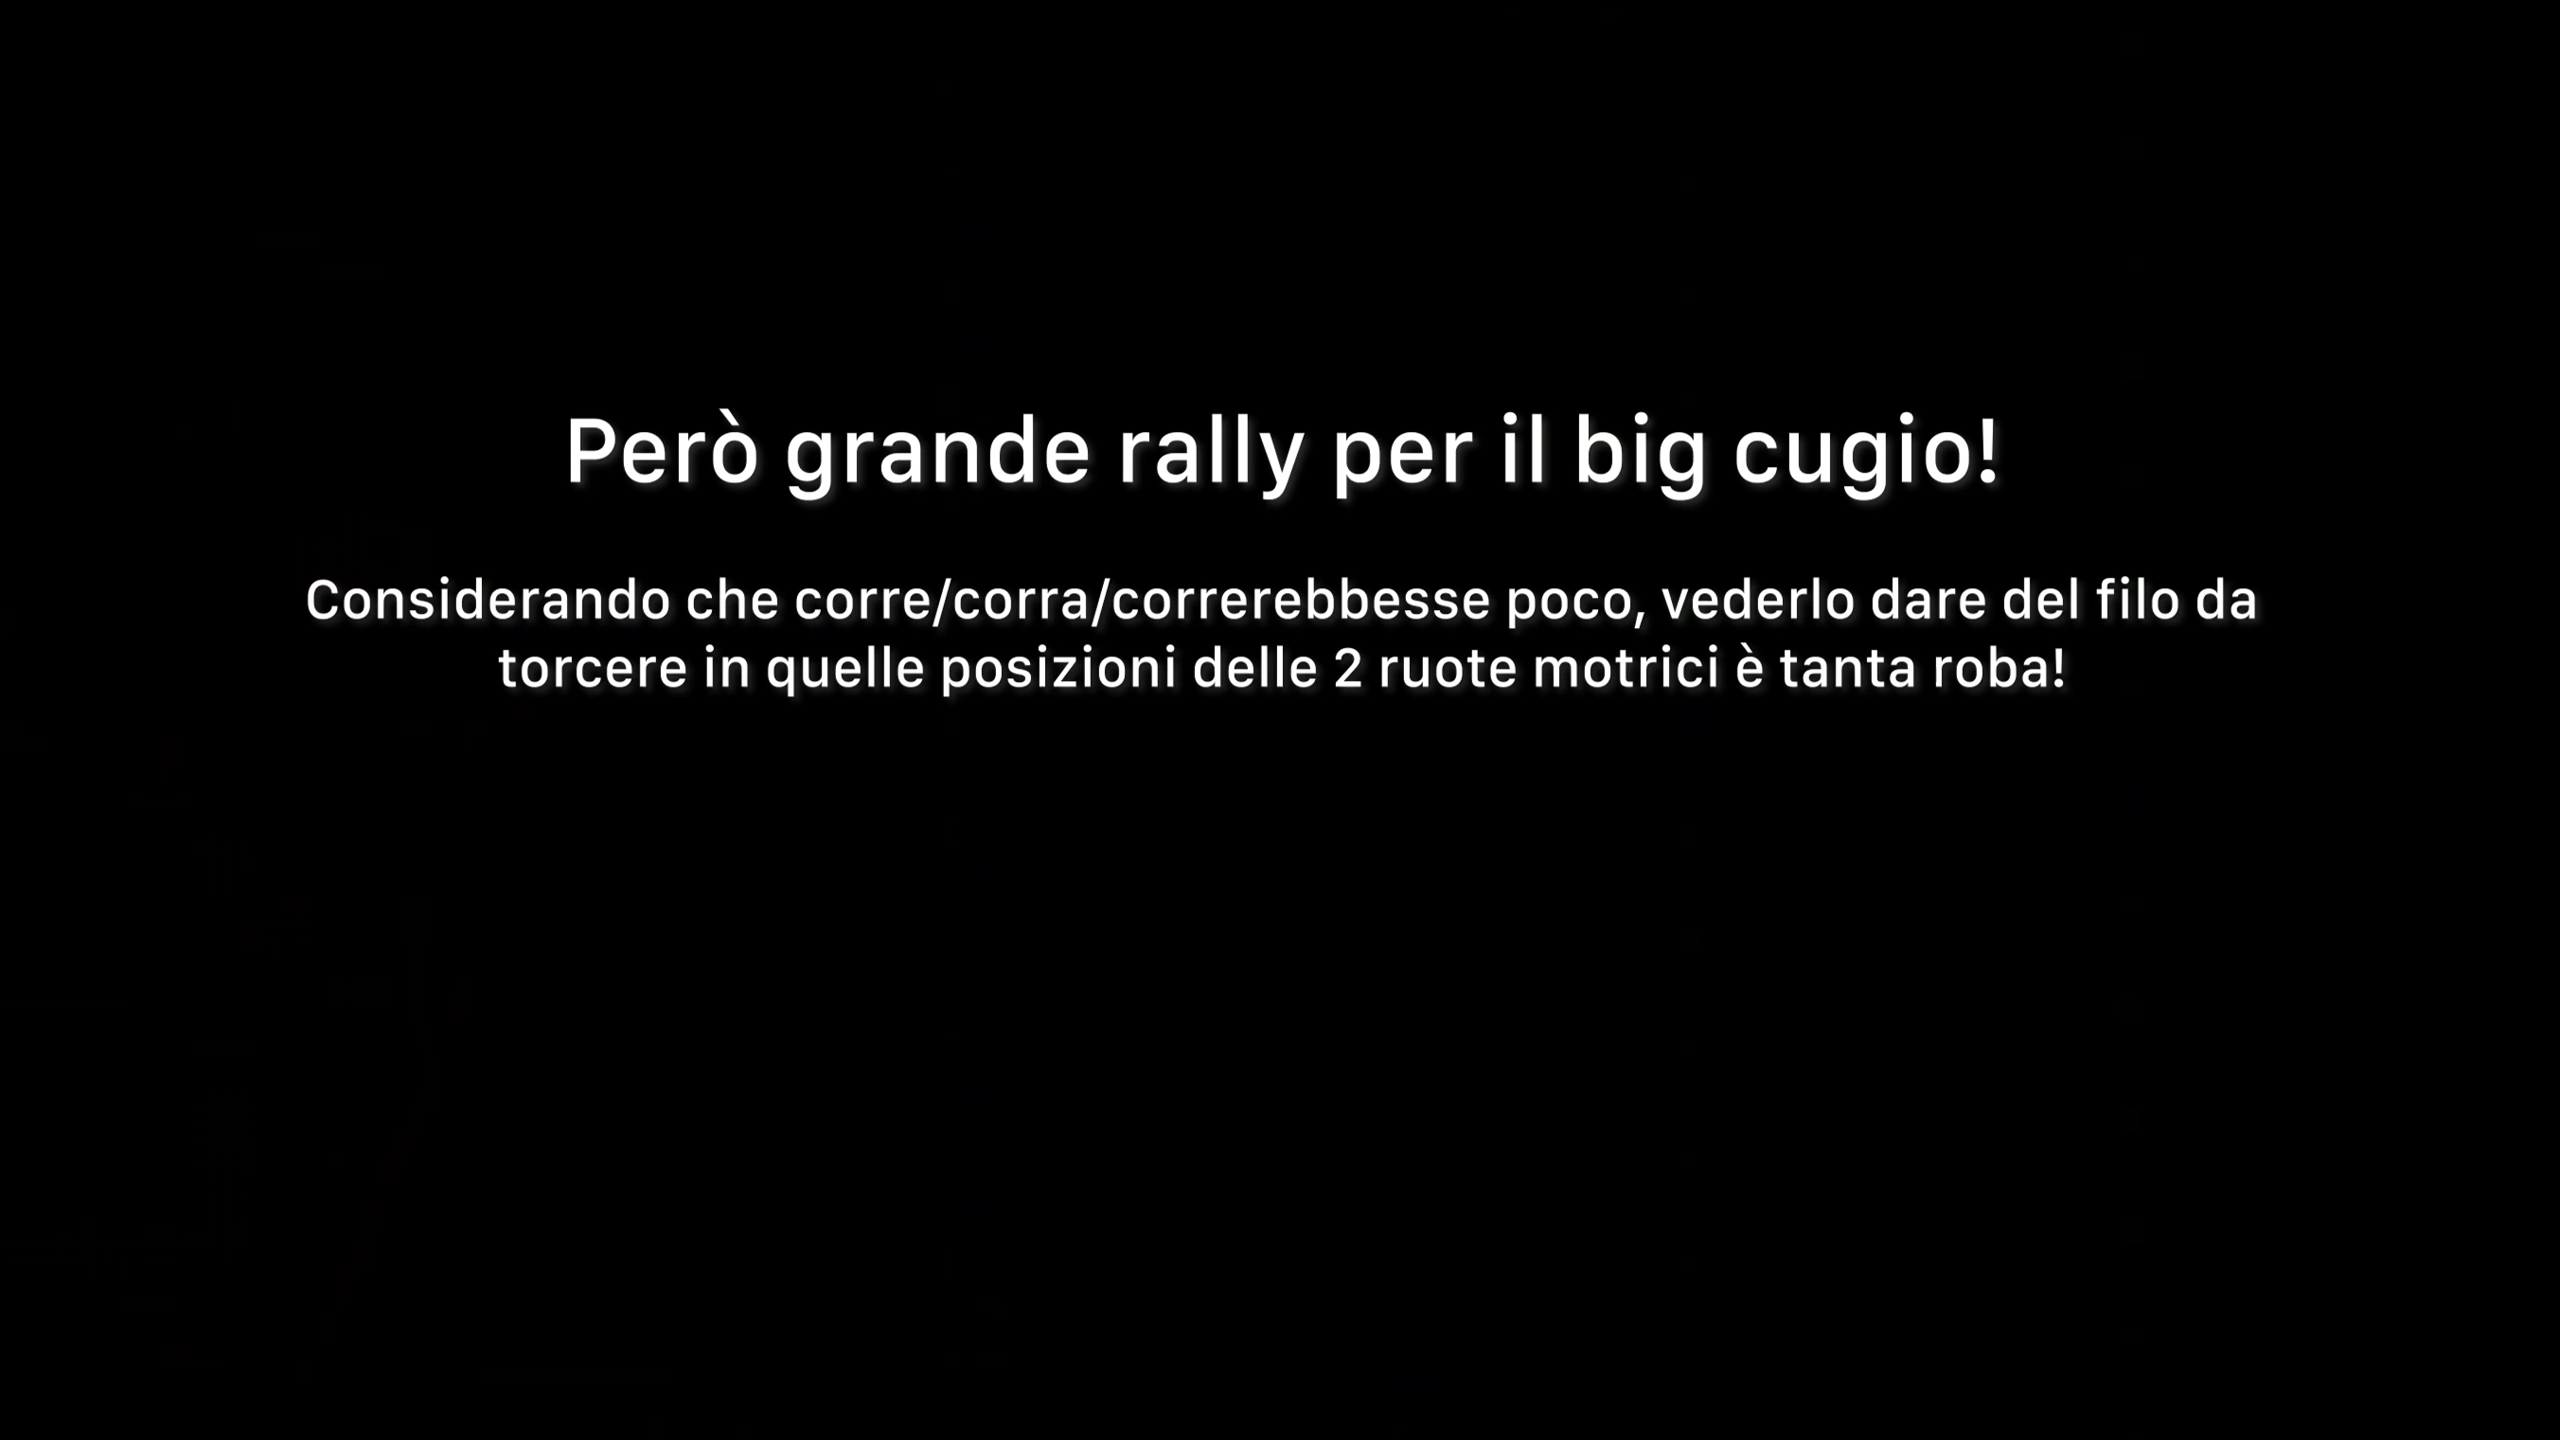 Però grande rally per il big cugio!
Considerando che corre/corra/correrebbesse poco, vederlo dare del filo da
torcere in quelle posizioni delle 2 ruote motrici è tanta roba!